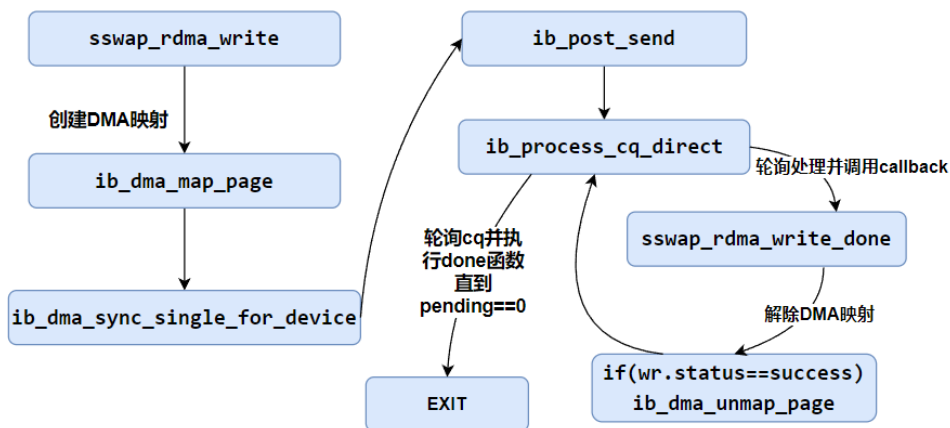 sswap_rdma_write
创建DMA映射
ib_dma_map_page
ib_dma_sync_single_for_device
ib_post_send
ib_process_cq_direct
轮询处理并调用callback
sswap_rdma_write_done
解除DMA映射
if(wr.status==success)
ib_dma_unmap_page
轮询cq并执
行done函数
直到
pending==0
EXIT